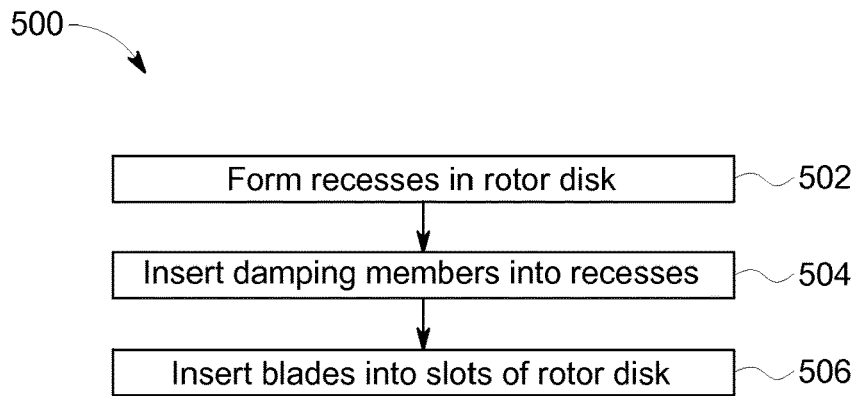 500
Form recesses in rotor disk
502
Insert damping members into recesses
504
Insert blades into slots of rotor disk
506